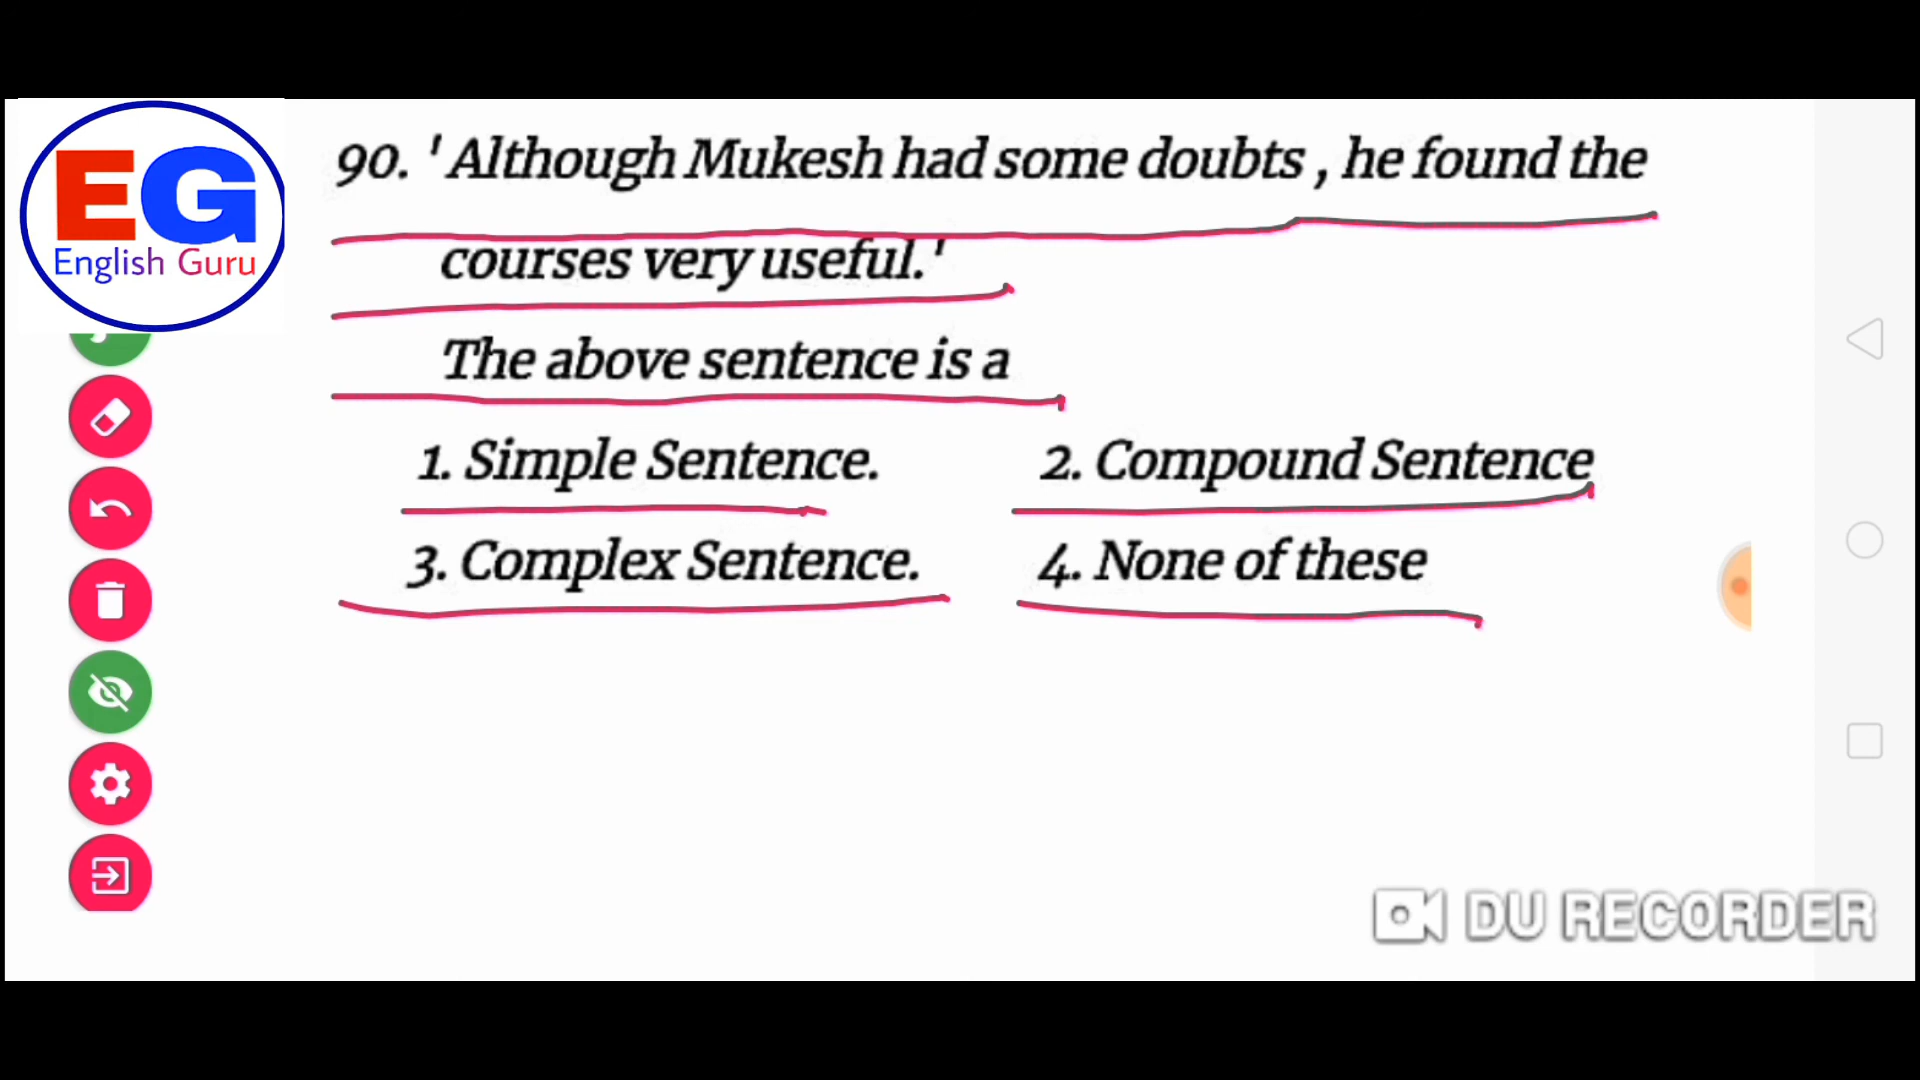 EG
English Guru
90. ' Although Mukesh had some doubts , he found the
courses very useful.'
The above sentence is a
1. Simple Sentence. 2. Compound Sentence
3. Complex Sentence. 4. None of these
DU RECORDER